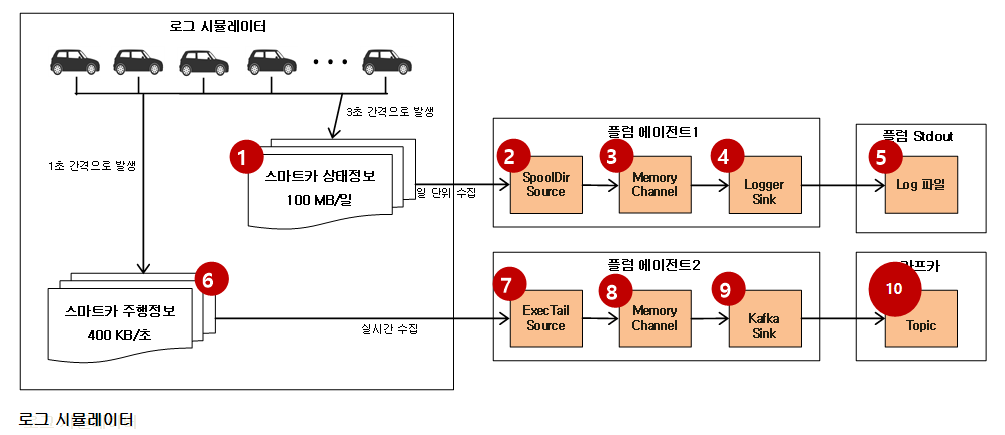 로그 시뮬레이터
3초 간격으로 발생
1초 간격으로 발생
1
스마트카 상태정보
100 MB/일
일 단위 수집
플럼 에이전트1
2
SpoolDir
Source
3
Memory
Channel
4
Logger
Sink
플럼 Stdout
5
Log 파일
6
스마트카 주행정보
400 KB/초
실시간 수집
플럼 에이전트2
7
ExecTail
Source
8
Memory
Channel
9
Kafka
Sink
10
Topic
로그 시뮬레이터